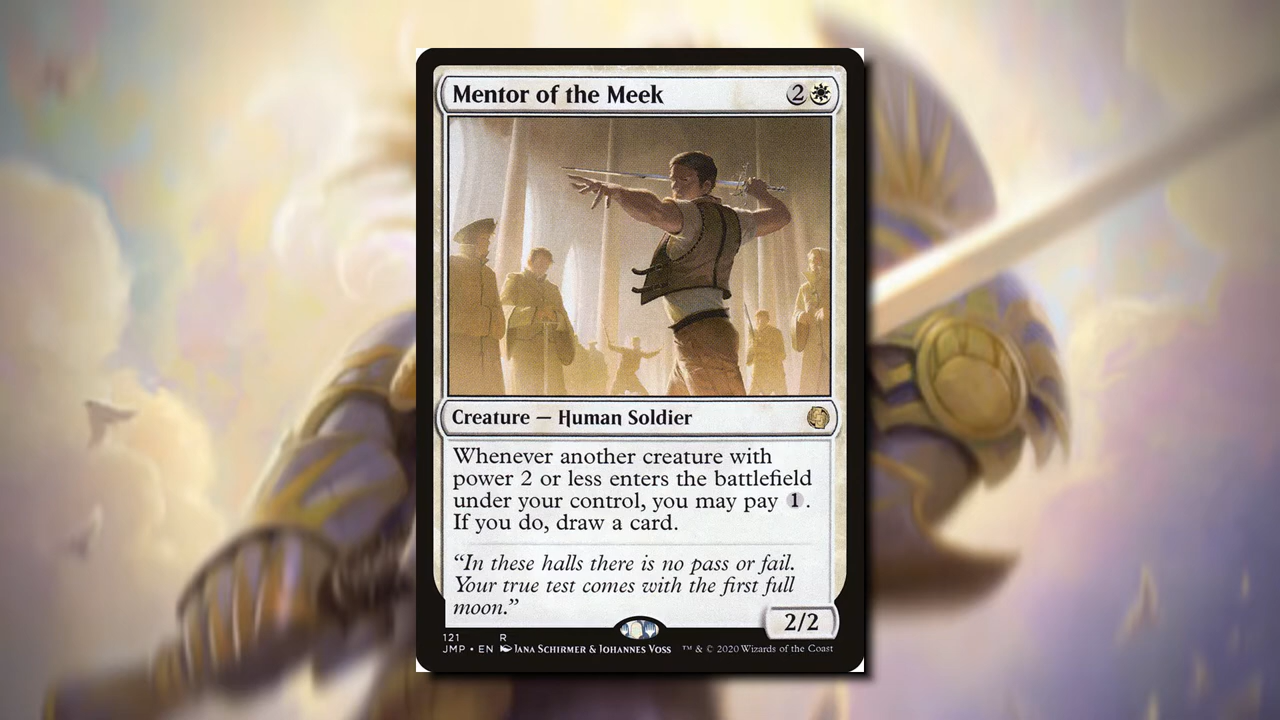 Mentor of the Meek 2
Creature — Human Soldier
Whenever another creature with
power 2 or less enters the battlefield
under your control, you may pay 1.
If you do, draw a card.
“In these halls there is no pass or fail.
Your true test comes with the first full
moon.”
2/2
121 R
JMP • EN Jana Schirmer & Johannes Voss ™ & © 2020 Wizards of the Coast